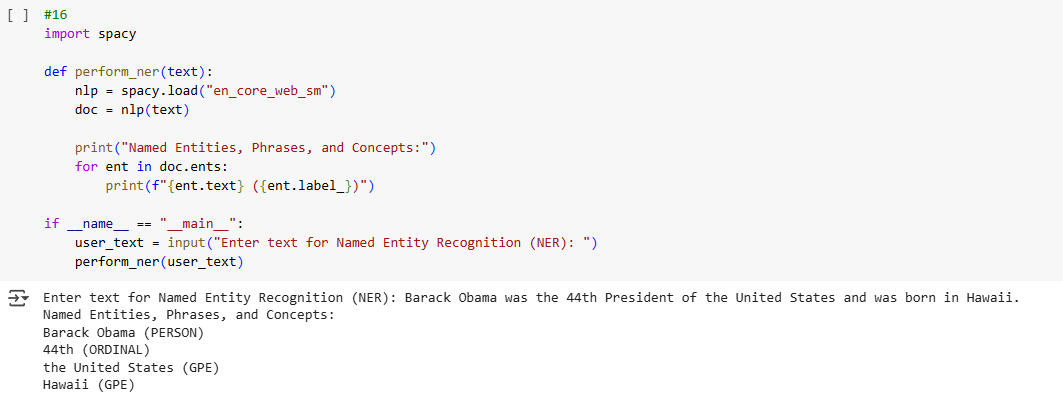 [ ] #16
import spacy
def perform_ner(text):
nlp = spacy.load("en_core_web_sm")
doc = nlp(text)
print("Named Entities, Phrases, and Concepts:")
for ent in doc.ents:
print(f"{ent.text} ({ent.label_})")
if __name__ == "__main__":
user_text = input("Enter text for Named Entity Recognition (NER): ")
perform_ner(user_text)
Enter text for Named Entity Recognition (NER): Barack Obama was the 44th President of the United States and was born in Hawaii.
Named Entities, Phrases, and Concepts:
Barack Obama (PERSON)
44th (ORDINAL)
the United States (GPE)
Hawaii (GPE)